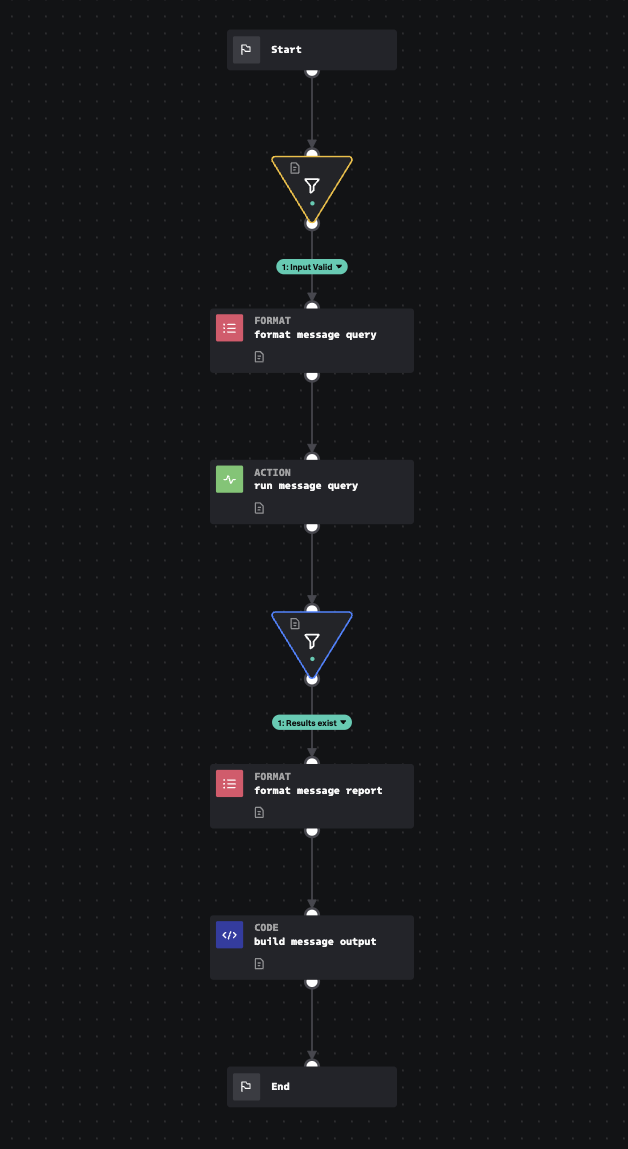 Start
1: Input Valid
FORMAT
format message query
ACTION
run message query
1: Results exist
FORMAT
format message report
CODE
build message output
End